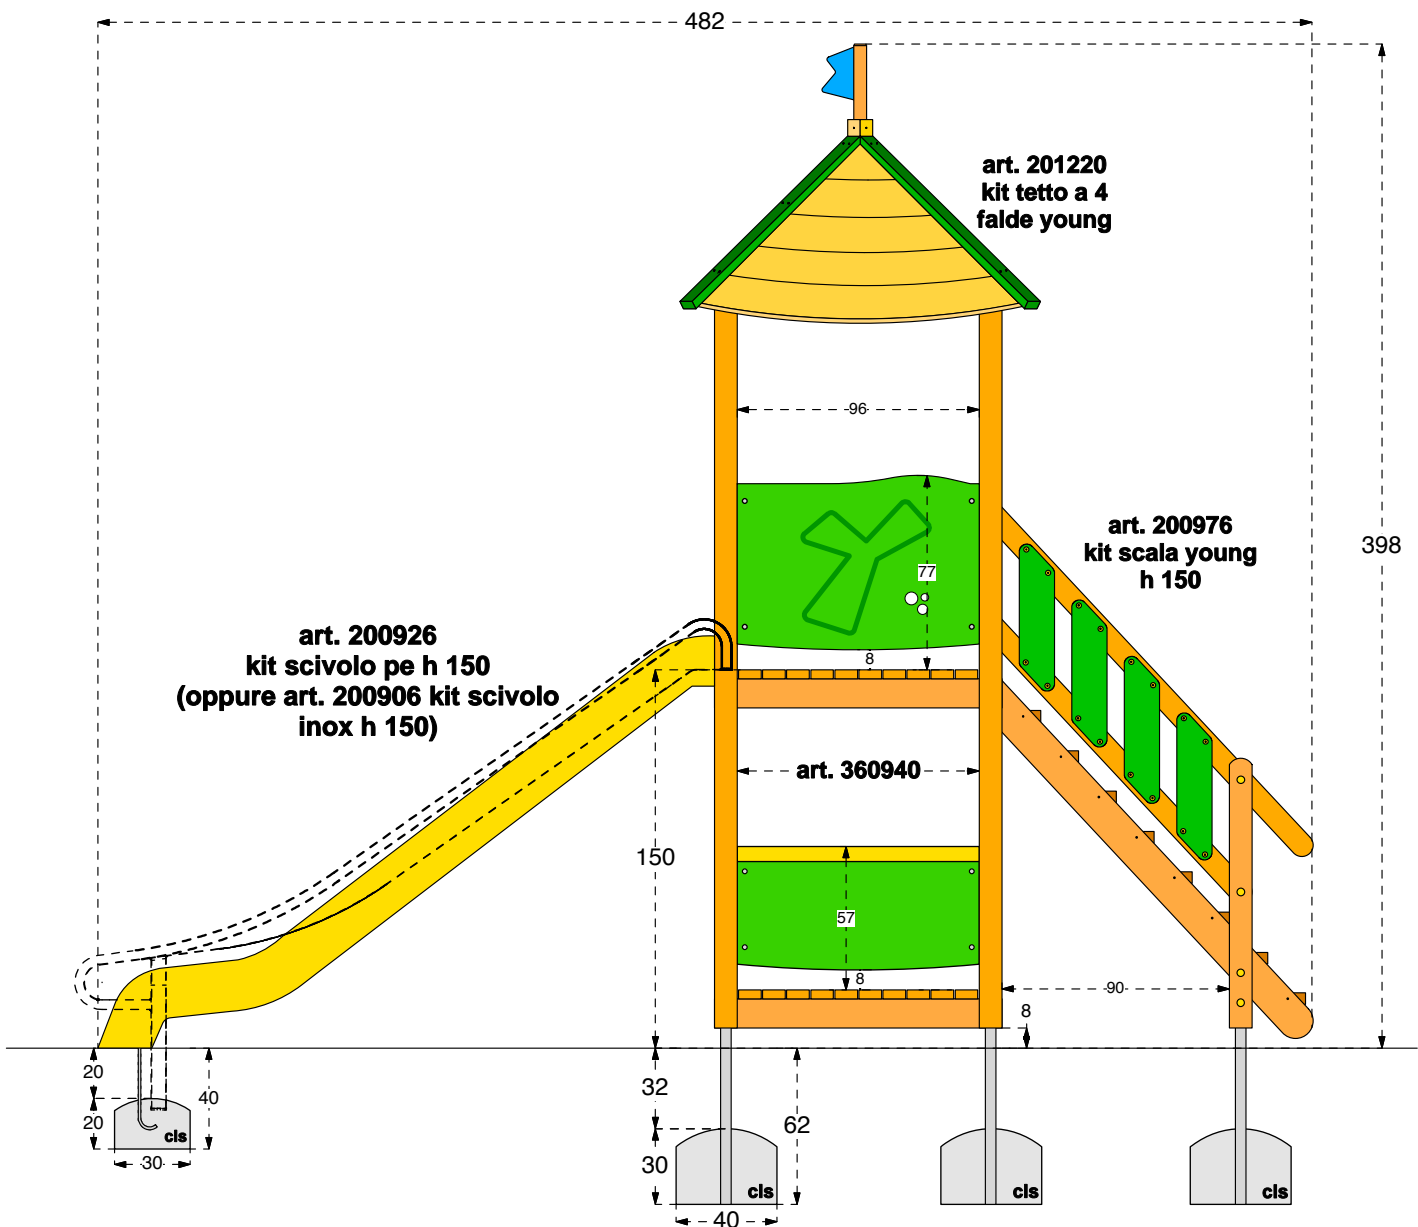 482
art. 201220
kit tetto a 4
falde young
96
art. 200976
kit scala young
h 150
398
77
8
art. 200926
kit scivolo pe h 150
(oppure art. 200906 kit scivolo
inox h 150)
art. 360940
150
57
8
90
8
20
20
40
cls
30
32
30
62
cls
40
cls
cls